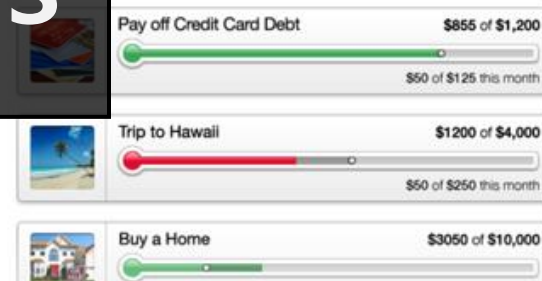 Pay off Credit Card Debt
$855 of $1,200
$50 of $125 this month
Trip to Hawaii
$1200 of $4,000
$50 of $250 this month
Buy a Home
$3050 of $10,000